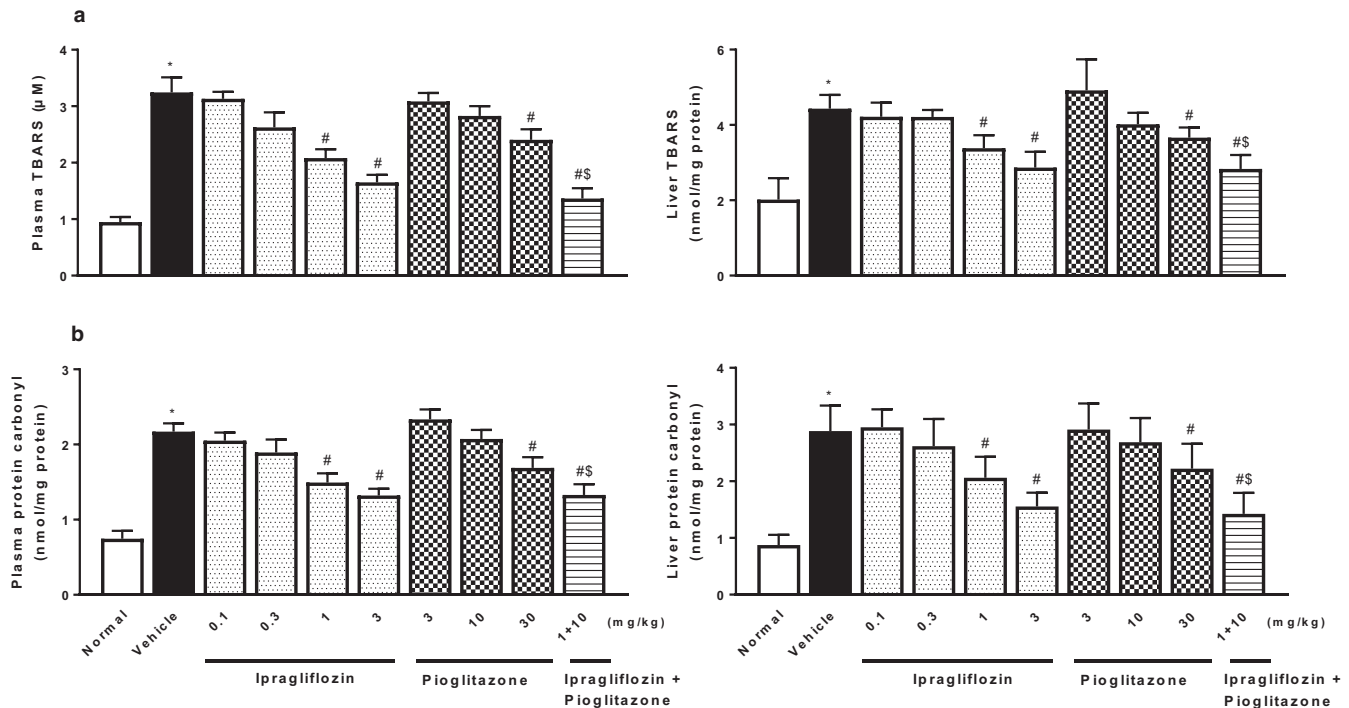 a
Plasma TBARS (µM)
4
3
2
1
0
*
#
#
#
#$
Liver TBARS
(nmol/mg protein)
6
4
2
0
*
#
#
#
#$
b
Plasma protein carbonyl
(nmol/mg protein)
3
2
1
0
*
#
#
#
#$
Normal
Vehicle
0.1
0.3
1
3
3
10
30
1+10
(mg/kg)
Ipragliflozin
Pioglitazone
Ipragliflozin +
Pioglitazone
Liver protein carbonyl
(nmol/mg protein)
4
3
2
1
0
*
#
#
#
#$
Normal
Vehicle
0.1
0.3
1
3
3
10
30
1+10
(mg/kg)
Ipragliflozin
Pioglitazone
Ipragliflozin +
Pioglitazone